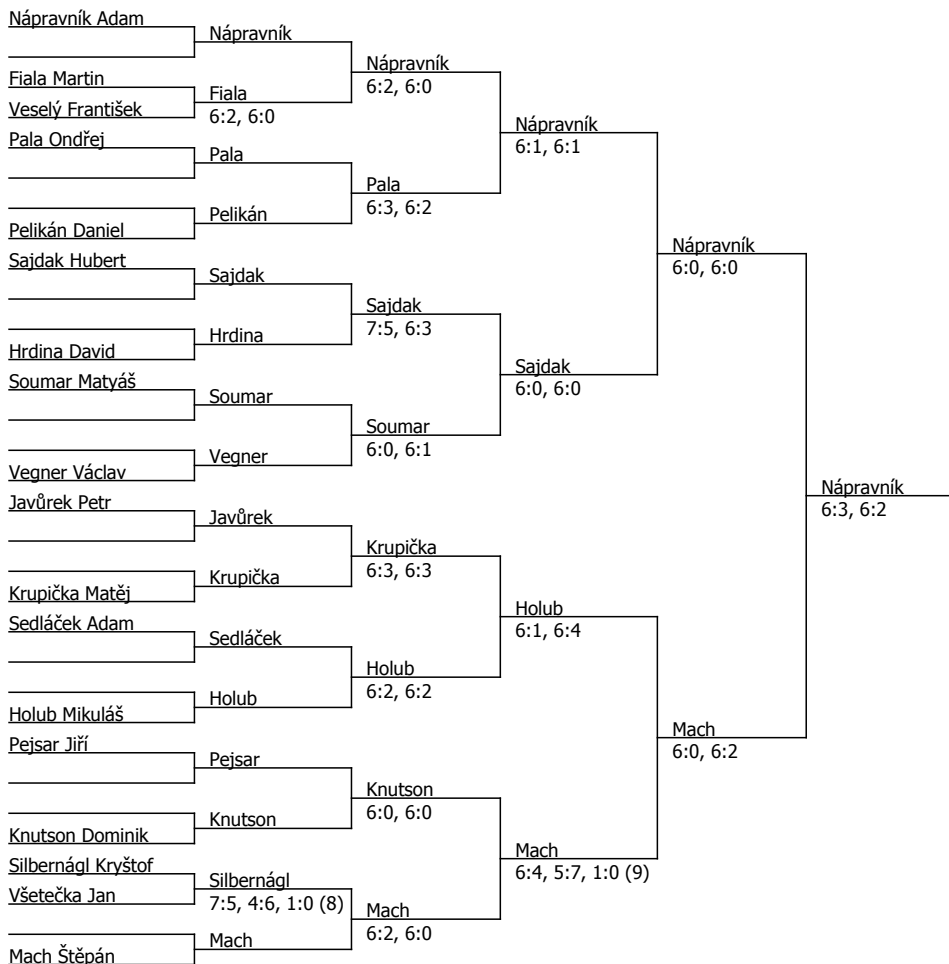 Nápravník Adam
Fiala Martin
Veselý František
Pala Ondřej
Pelikán Daniel
Sajdak Hubert
Hrdina David
Soumar Matyáš
Vegner Václav
Javůrek Petr
Krupička Matěj
Sedláček Adam
Holub Mikuláš
Pejsar Jiří
Knutson Dominik
Silbernágl Kryštof
Všetečka Jan
Mach Štěpán
Nápravník
Fiala
6:2, 6:0
Pala
Pelikán
Sajdak
Hrdina
Soumar
Vegner
Javůrek
Krupička
Sedláček
Holub
Pejsar
Knutson
Silbernágl
7:5, 4:6, 1:0 (8)
Mach
Nápravník
6:2, 6:0
Pala
6:3, 6:2
Sajdak
7:5, 6:3
Soumar
6:0, 6:1
Krupička
6:3, 6:3
Holub
6:2, 6:2
Knutson
6:0, 6:0
Mach
6:2, 6:0
Nápravník
6:1, 6:1
Sajdak
6:0, 6:0
Holub
6:1, 6:4
Mach
6:4, 5:7, 1:0 (9)
Nápravník
6:0, 6:0
Mach
6:0, 6:2
Nápravník
6:3, 6:2